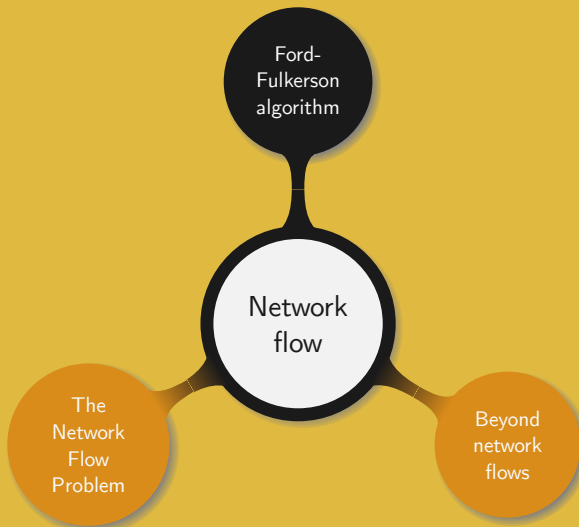 Ford-
Fulkerson
algorithm
Network
flow
The
Network
Flow
Problem
Beyond
network
flows